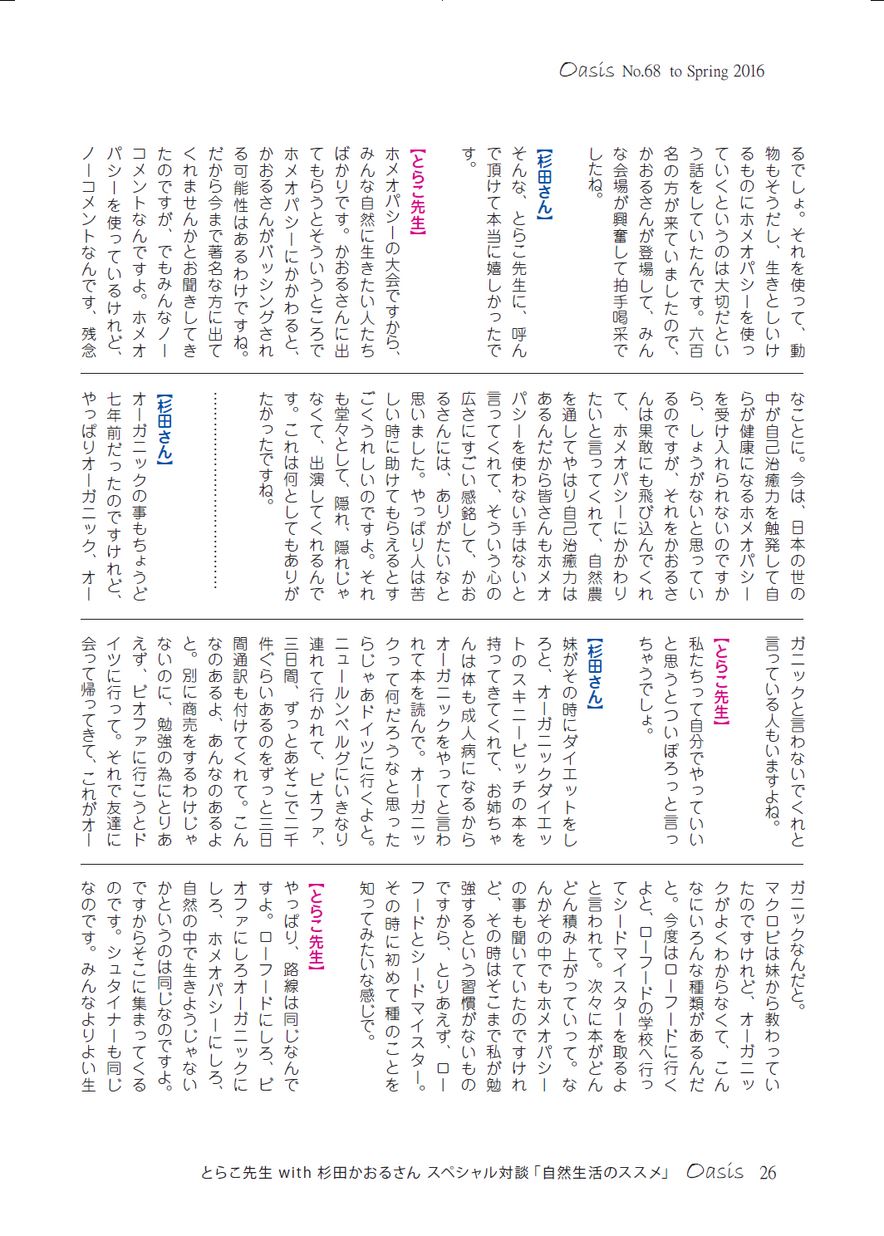 Oasis No.68 to Spring 2016
るでしょ。それを使って、動
物もそうだし、生きとしいけ
るものにホメオパシーを使っ
ていくというのは大切だとい
う話をしていたんです。六百
名の方が来ていましたので、
かおるさんが登場して、みん
な会場が興奮して拍手喝采で
したね。
【杉田さん】
そんな、とらこ先生に、呼ん
で頂けて本当に嬉しかったで
す。
【とらこ先生】
ホメオパシーの大会ですから、
みんな自然に生きたい人たち
ばかりです。かおるさんに出
てもらうとそういうところで
ホメオパシーにかかわると、
かおるさんがバッシングされ
る可能性はあるわけですね。
だから今まで著名な方に出て
くれませんかとお聞きしてき
たのですが、でもみんなノー
コメントなんですよ。ホメオ
パシーを使っているけれど、
ノーコメントなんです、残念
なことに。今は、日本の世の
中が自己治癒力を触発して自
らが健康になるホメオパシー
を受け入れられないのですか
ら、しょうがないと思ってい
るのですが、それをかおるさ
んは果敢にも飛び込んでくれ
て、ホメオパシーにかかわり
たいと言ってくれて、自然農
を通してやはり自己治癒力は
あるんだから皆さんもホメオ
パシーを使わない手はないと
言ってくれて、そういう心の
広さにすごい感銘して、かお
るさんには、ありがたいなと
思いました。やっぱり人は苦
しい時に助けてもらえるとす
ごくうれしいのですよ。それ
も堂々として、隠れ、隠れじゃ
なくて、出演してくれるんで
す。これは何としてもありが
たかったですね。
……………………………
【杉田さん】
オーガニックの事もちょうど
七年前だったのですけれど、
やっぱりオーガニック、オー
ガニックと言わないでくれと
言っている人もいますよね。
【とらこ先生】
私たちって自分でやっていい
と思うとついぽろっと言っ
ちゃうでしょ。
【杉田さん】
妹がその時にダイエットをし
ろと、オーガニックダイエッ
トのスキニービッチの本を
持ってきてくれて、お姉ちゃ
んは体も成人病になるから
オーガニックをやってと言わ
れて本を読んで。オーガニッ
クって何だろうなと思った
らじゃあドイツに行くよと。
ニュールンベルグにいきなり
連れて行かれて、ビオファ、
三日間、ずっとあそこで二千
件ぐらいあるのをずっと三日
間通訳も付けてくれて。こん
なのあるよ、あんなのあるよ
と。別に商売をするわけじゃ
ないのに、勉強の為にとりあ
えず、ビオファに行こうとド
イツに行って。それで友達に
会って帰ってきて、これがオー
ガニックなんだと。
マクロビは妹から教わってい
たのですけれど、オーガニッ
クがよくわからなくて、こん
なにいろんな種類があるんだ
と。今度はローフードに行く
よと、ローフードの学校へ行っ
てシードマイスターを取るよ
と言われて。次々に本がどん
どん積み上がっていって。な
んかその中でもホメオパシー
の事も聞いていたのですけれ
ど、その時はそこまで私が勉
強するという習慣がないもの
ですから、とりあえず、ロー
フードとシードマイスター。
その時に初めて種のことを
知ってみたいな感じで。
【とらこ先生】
やっぱり、路線は同じなんで
すよ。ローフードにしろ、ビ
オファにしろオーガニックに
しろ、ホメオパシーにしろ、
自然の中で生きようじゃない
かというのは同じなのですよ。
ですからそこに集まってくる
のです。シュタイナーも同じ
なのです。みんなよりよい生
とらこ先生 with 杉田かおるさん スペシャル対談「自然生活のススメ」 Oasis 26